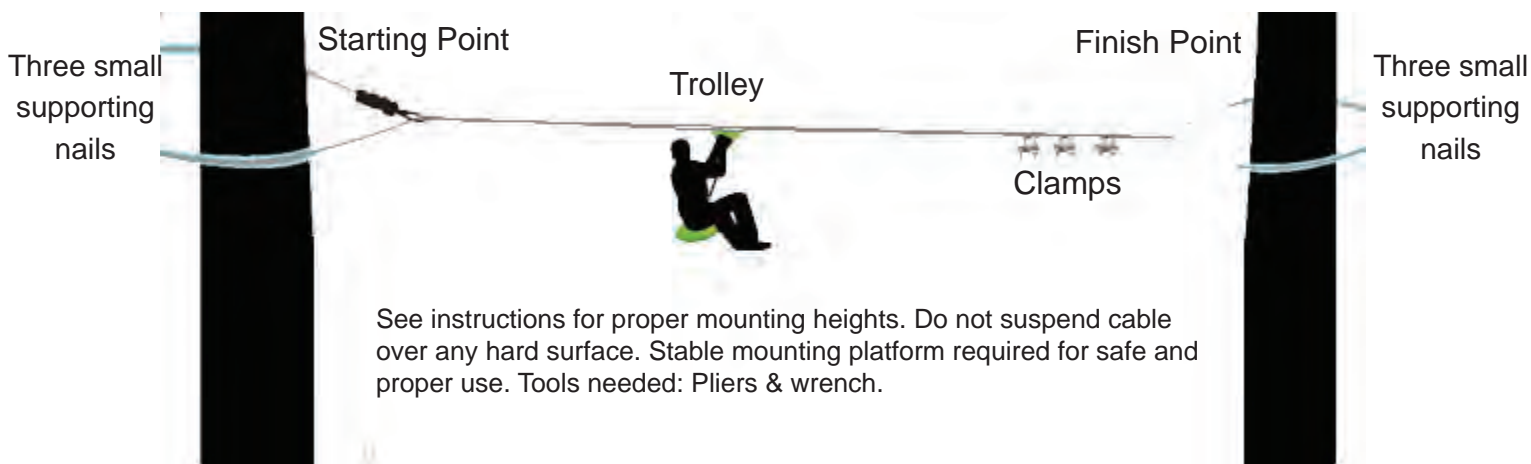 Starting Point
Finish Point
Three small
supporting
nails
Trolley
Three small
supporting
nails
Clamps
See instructions for proper mounting heights. Do not suspend cable
over any hard surface. Stable mounting platform required for safe and
proper use. Tools needed: Pliers & wrench.